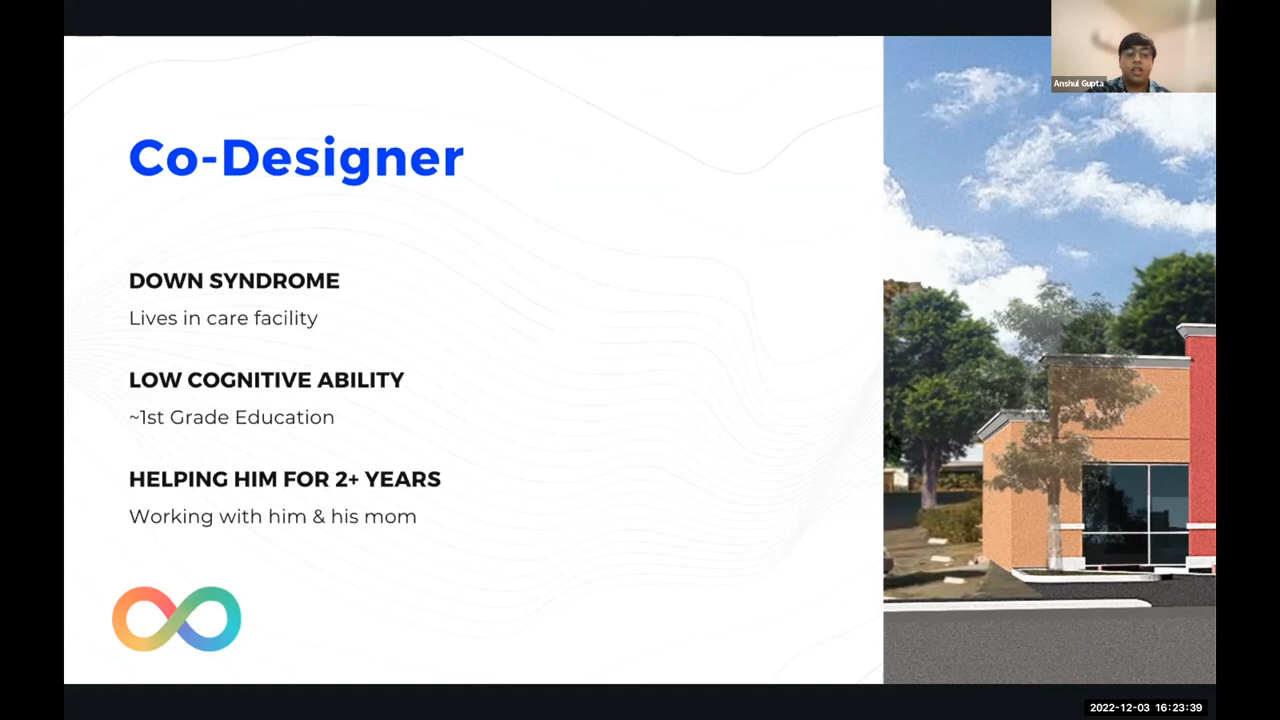 Anshul Gupta
Co-Designer
DOWN SYNDROME
Lives in care facility
LOW COGNITIVE ABILITY
~1st Grade Education
HELPING HIM FOR 2+ YEARS
Working with him & his mom
2022-12-03 16:23:39